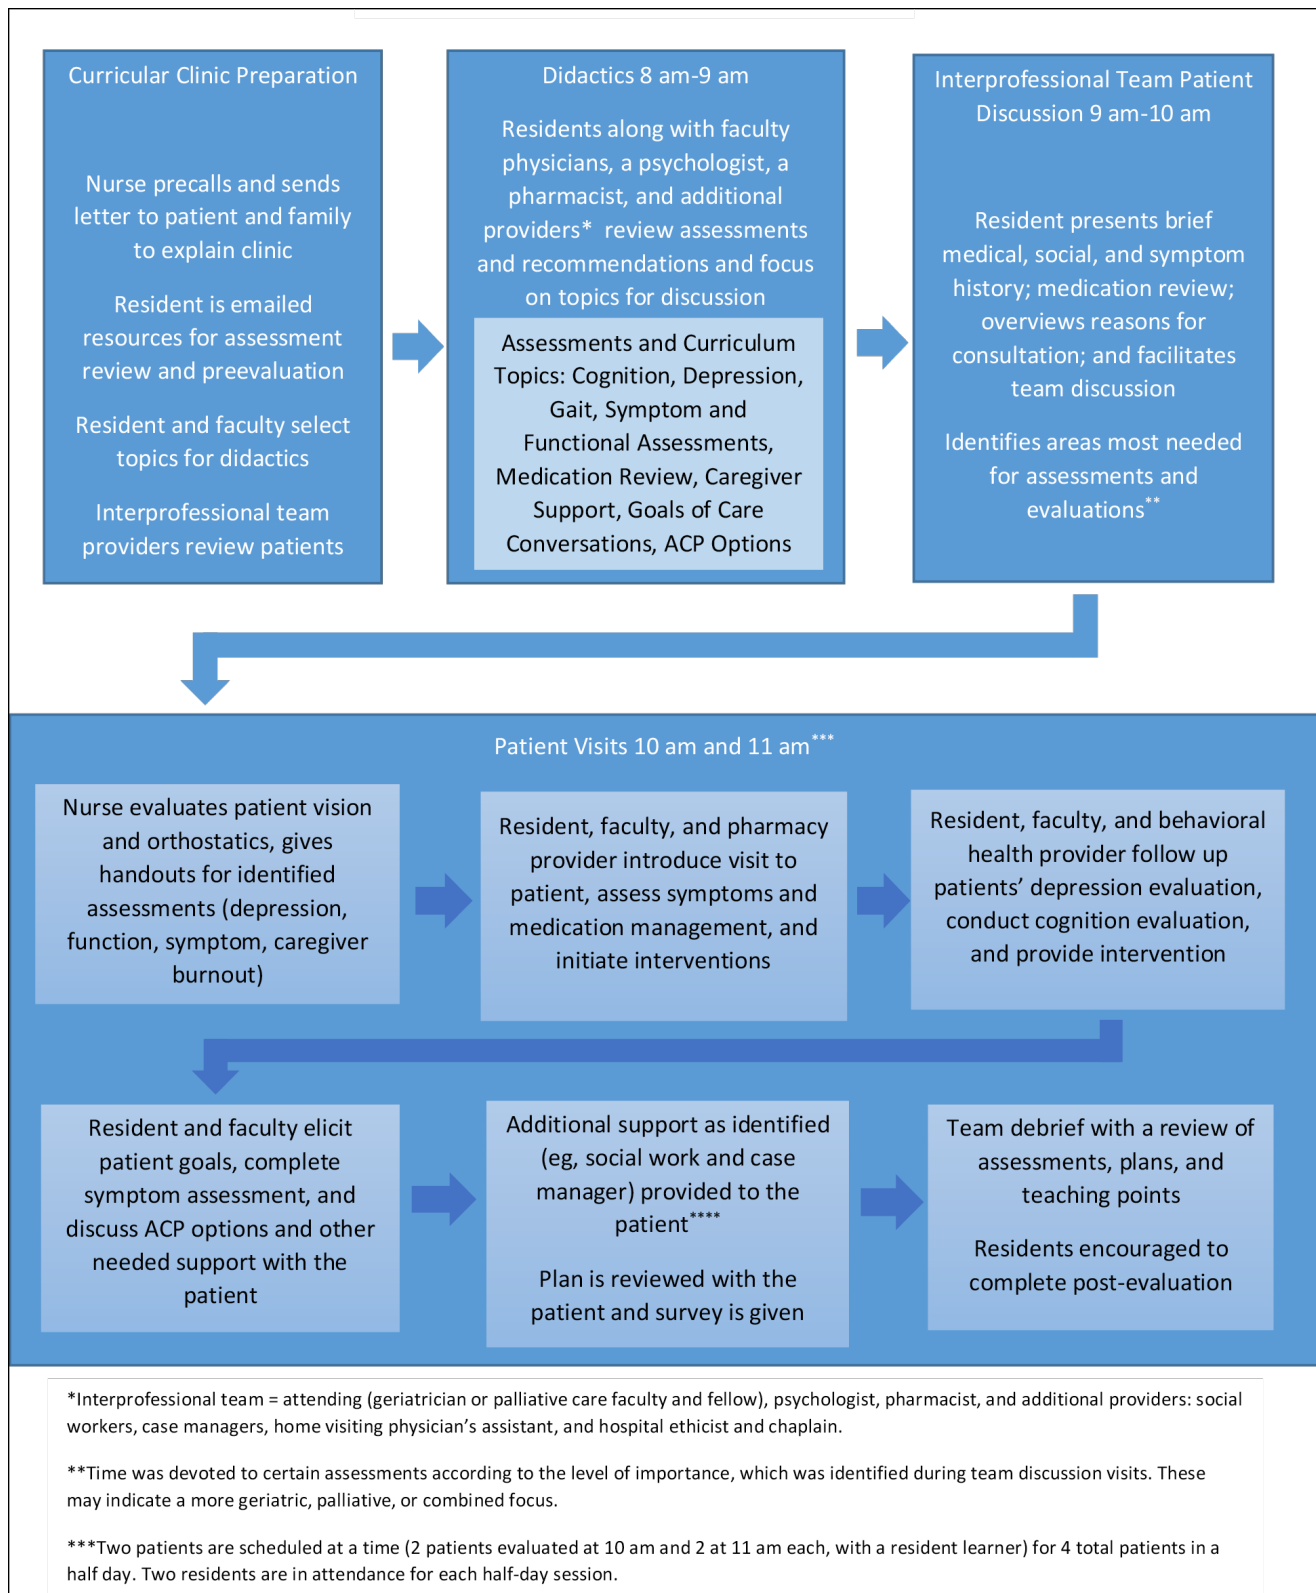 Curricular Clinic Preparation
Nurse precalls and sends
letter to patient and family
to explain clinic
Resident is emailed
resources for assessment
review and preevaluation
Resident and faculty select
topics for didactics
Interprofessional team
providers review patients
Didactics 8 am-9 am
Residents along with faculty
physicians, a psychologist, a
pharmacist, and additional
providers* review assessments
and recommendations and focus
on topics for discussion
Assessments and Curriculum
Topics: Cognition, Depression,
Gait, Symptom and
Functional Assessments,
Medication Review, Caregiver
Support, Goals of Care
Conversations, ACP Options
Interprofessional Team Patient
Discussion 9 am-10 am
Resident presents brief
medical, social, and symptom
history; medication review;
overviews reasons for
consultation; and facilitates
team discussion
Identifies areas most needed
for assessments and
evaluations**
Patient Visits 10 am and 11 am***
Nurse evaluates patient vision
and orthostatics, gives
handouts for identified
assessments (depression,
function, symptom, caregiver
burnout)
Resident, faculty, and pharmacy
provider introduce visit to
patient, assess symptoms and
medication management, and
initiate interventions
Resident, faculty, and behavioral
health provider follow up
patients’ depression evaluation,
conduct cognition evaluation,
and provide intervention
Resident and faculty elicit
patient goals, complete
symptom assessment, and
discuss ACP options and other
needed support with the
patient
Additional support as identified
(eg, social work and case
manager) provided to the
patient****
Plan is reviewed with the
patient and survey is given
Team debrief with a review of
assessments, plans, and
teaching points
Residents encouraged to
complete post-evaluation
*Interprofessional team = attending (geriatrician or palliative care faculty and fellow), psychologist, pharmacist, and additional providers: social
workers, case managers, home visiting physician’s assistant, and hospital ethicist and chaplain.
**Time was devoted to certain assessments according to the level of importance, which was identified during team discussion visits. These
may indicate a more geriatric, palliative, or combined focus.
***Two patients are scheduled at a time (2 patients evaluated at 10 am and 2 at 11 am each, with a resident learner) for 4 total patients in a
half day. Two residents are in attendance for each half-day session.